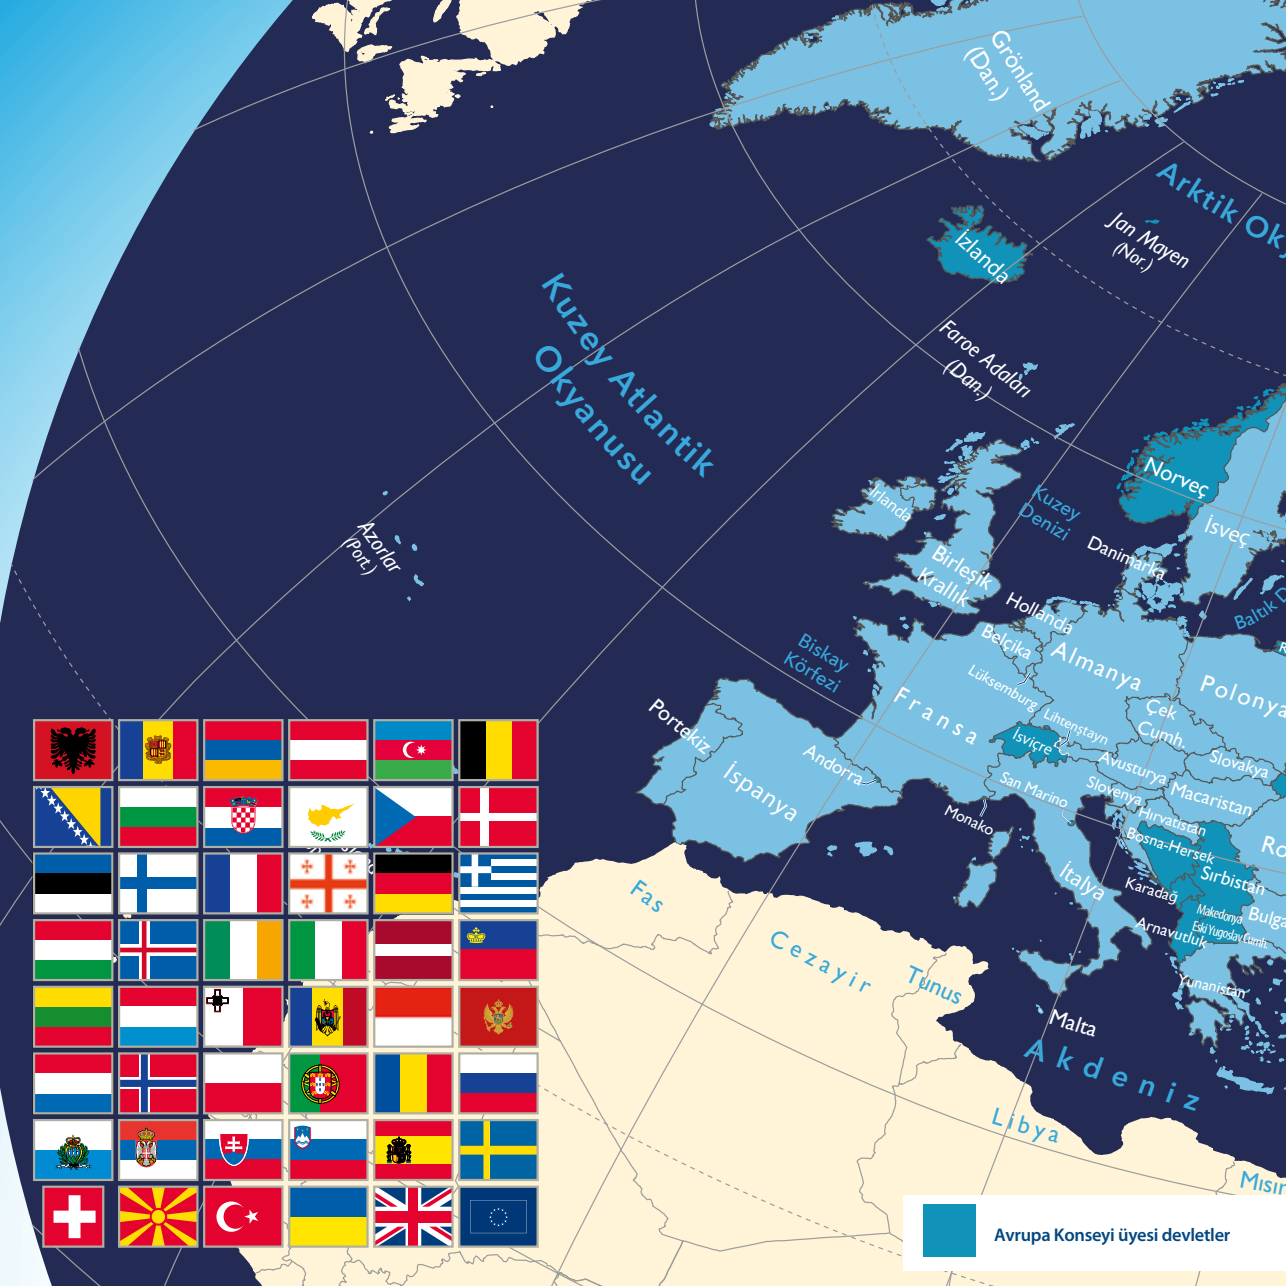 Grönland
(Dan.)
Arktik Ok
Jan Mayen
(Nor.)
İzlanda
Faroe Adaları
(Dan.)
Kuzey Atlantik
Okyanusu
Norveç
İrlanda
Kuzey
Denizi
İsveç
Azorlar
(Port.)
Danimarka
Birleşik
Krallık
Hollanda
Baltık D
Belçika
Almanya
Biskay
Körfezi
Lüksemburg
Polonya
Fransa
Portekiz
Lihtenştayn
Çek
Cumh.
İsviçre
Slovakya
Andorra
Avusturya
İspanya
San Marino
Slovenya
Macaristan
Monako
Hırvatistan
Bosna-Hersek
Ro
İtalya
Sırbistan
Karadağ
Fas
Makedonya
Eski Yugoslav Cumh.
Bulga
Arnavutluk
Cezayir
Tunus
Yunanistan
Malta
Akdeniz
Libya
Mısır
Avrupa Konseyi üyesi devletler